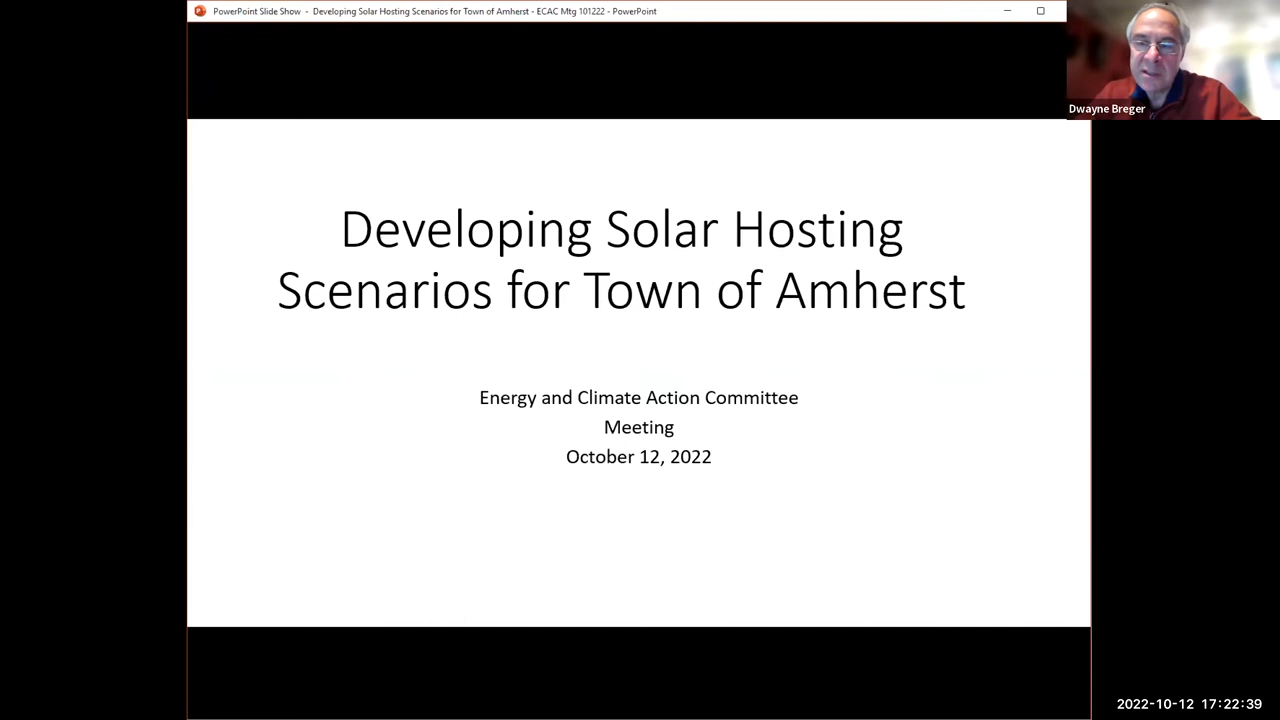 PowerPoint Slide Show - Developing Solar Hosting Scenarios for Town of Amherst - ECAC Mtg 101222 - PowerPoint
Dwayne Breger
Developing Solar Hosting
Scenarios for Town of Amherst
Energy and Climate Action Committee
Meeting
October 12, 2022
2022-10-12 17:22:39